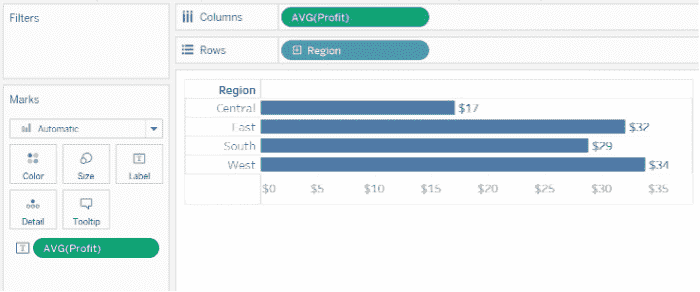 Filters
Columns AVG(Profit)
Rows Region
Marks
Automatic
Color Size Label
Detail Tooltip
AVG(Profit)
Region
Central $17
East $32
South $29
West $34
$0 $5 $10 $15 $20 $25 $30 $35